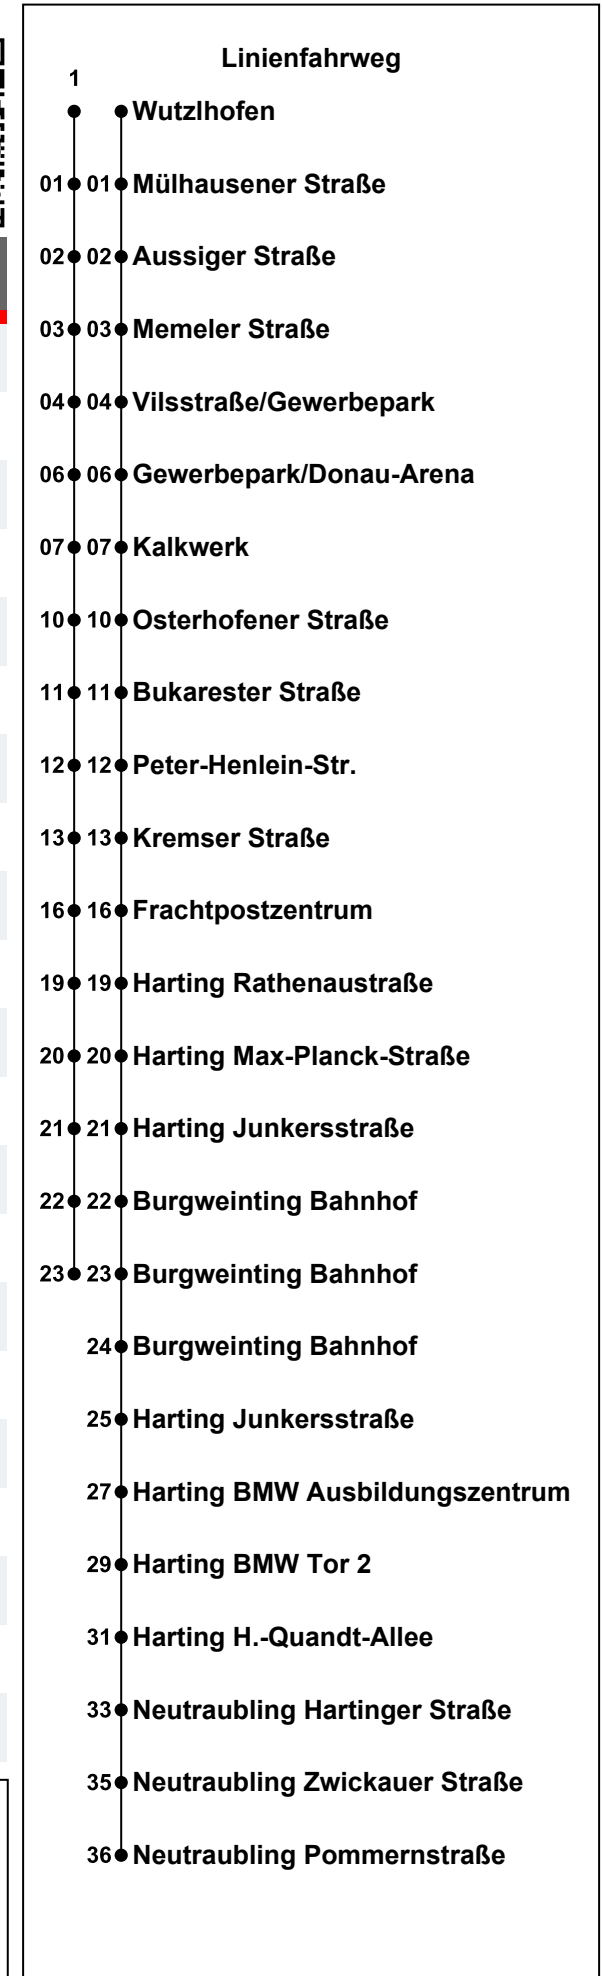 Linienfahrweg
1
Wutzlhofen
01 01 Mülhausener Straße
02 02 Aussiger Straße
03 03 Memeler Straße
04 04 Vilsstraße/Gewerbepark
06 06 Gewerbepark/Donau-Arena
07 07 Kalkwerk
10 10 Osterhofener Straße
11 11 Bukarester Straße
12 12 Peter-Henlein-Str.
13 13 Kremser Straße
16 16 Frachtpostzentrum
19 19 Harting Rathenaustraße
20 20 Harting Max-Planck-Straße
21 21 Harting Junkersstraße
22 22 Burgweinting Bahnhof
23 23 Burgweinting Bahnhof
24 Burgweinting Bahnhof
25 Harting Junkersstraße
27 Harting BMW Ausbildungszentrum
29 Harting BMW Tor 2
31 Harting H.-Quandt-Allee
33 Neutraubling Hartinger Straße
35 Neutraubling Zwickauer Straße
36 Neutraubling Pommernstraße